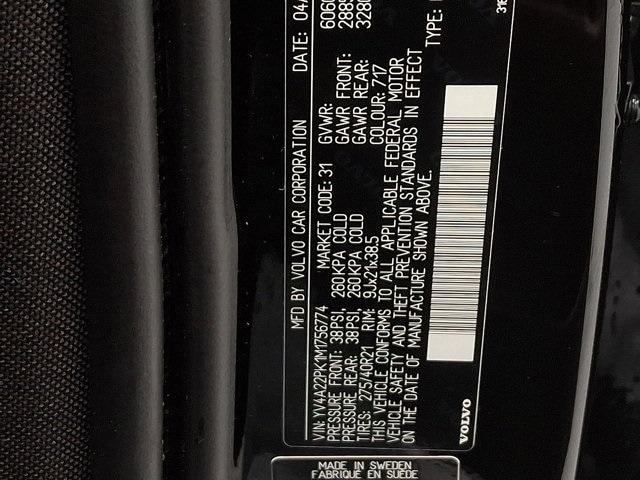 MFD BY VOLVO CAR CORPORATION DATE: 04/
VIN: YV4A22PK1M1756774 MARKET CODE: 31 GVWR: 6060
PRESSURE FRONT: 38PSI, 260KPA COLD GAWR FRONT:
PRESSURE REAR: 38PSI, 260KPA COLD GAWR REAR:
TIRES: 275/40R21 RIM: 9Jx21x38.5 COLOUR: 717
THIS VEHICLE CONFORMS TO ALL APPLICABLE FEDERAL MOTOR
VEHICLE SAFETY AND THEFT PREVENTION STANDARDS IN EFFECT
ON THE DATE OF MANUFACTURE SHOWN ABOVE. TYPE:
VOLVO
MADE IN SWEDEN
FABRIQUÉ EN SUÈDE